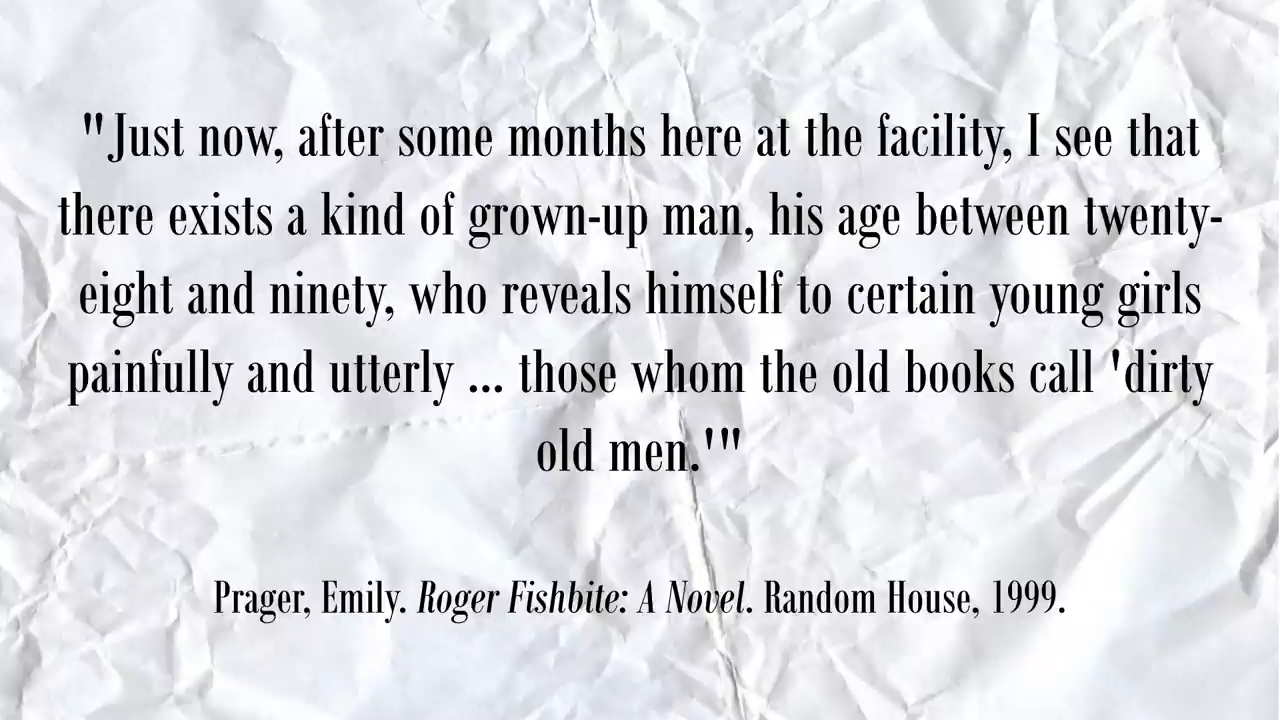 "Just now, after some months here at the facility, I see that
there exists a kind of grown-up man, his age between twenty-
eight and ninety, who reveals himself to certain young girls
painfully and utterly ... those whom the old books call 'dirty
old men.'"
Prager, Emily. Roger Fishbite: A Novel. Random House, 1999.